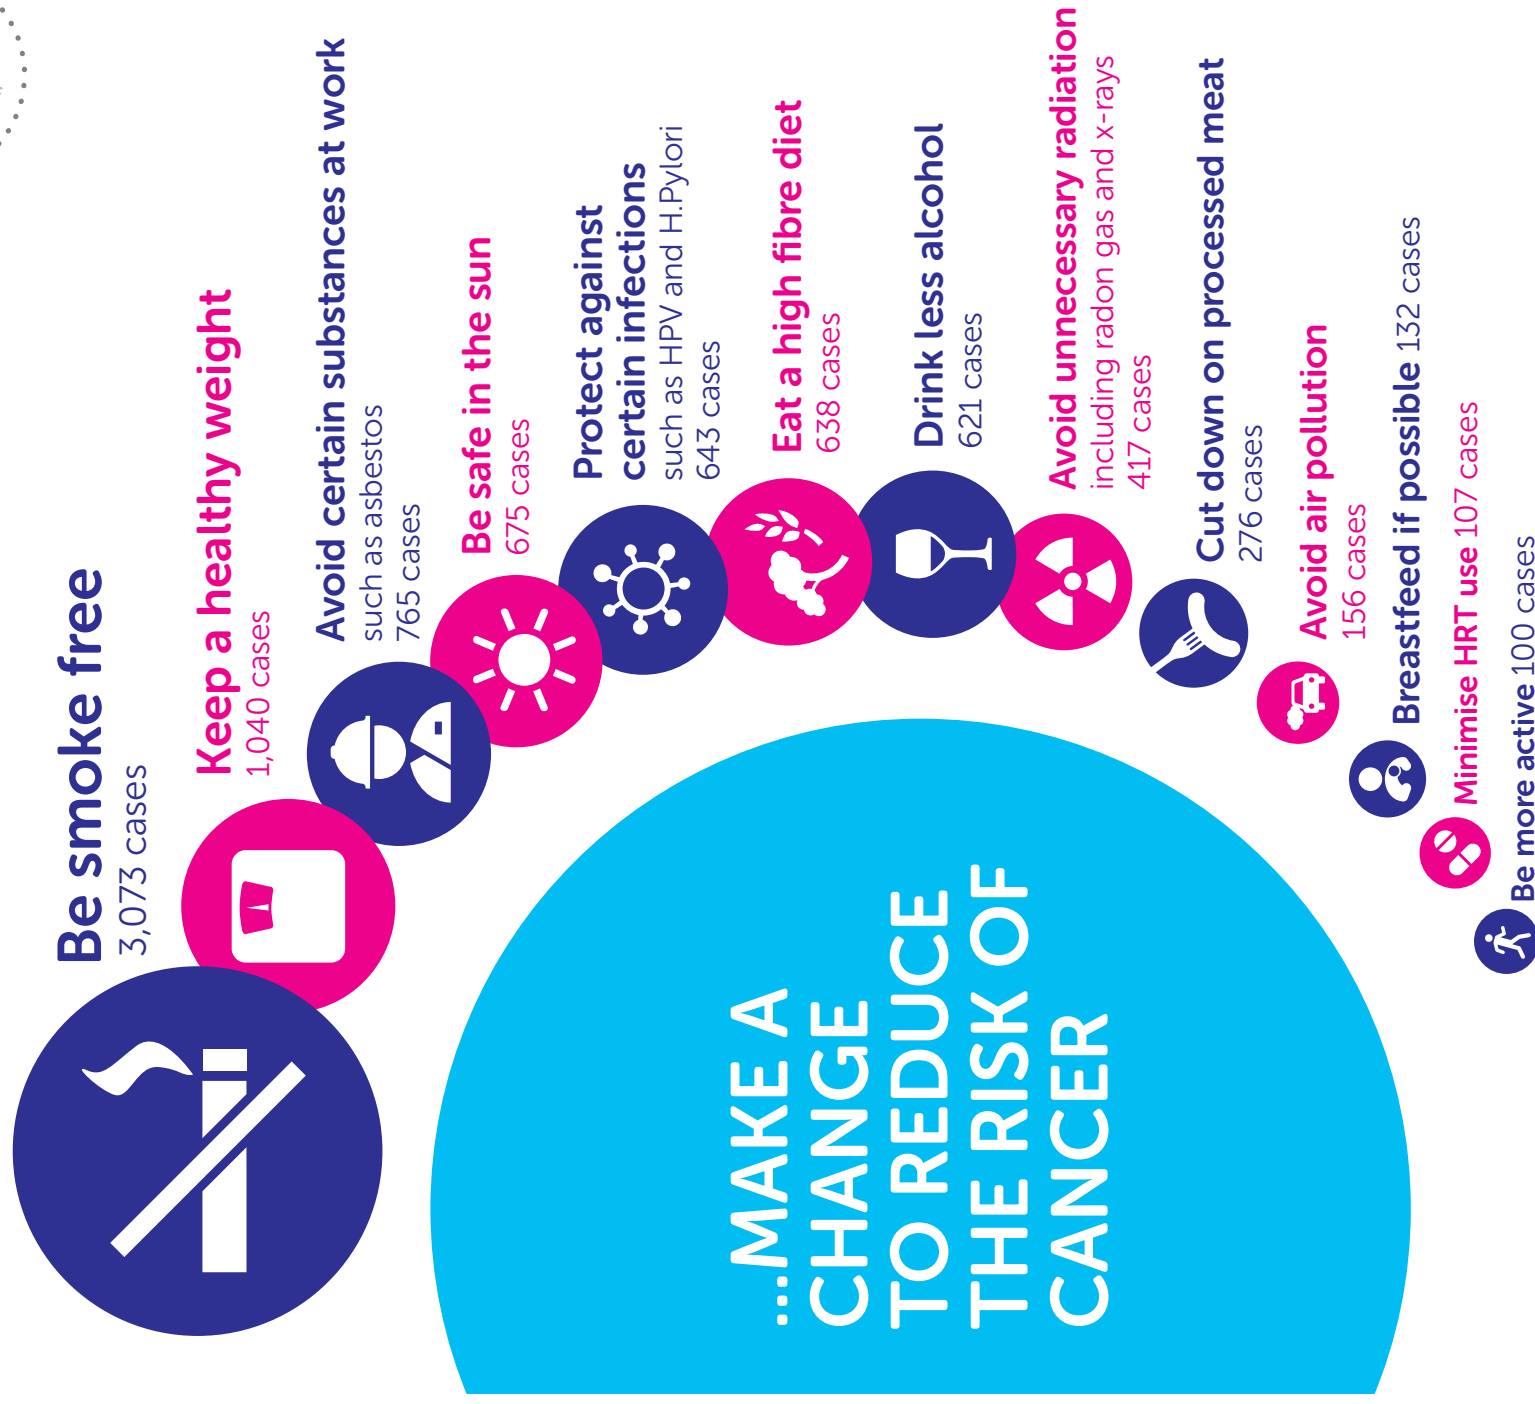 Be smoke free
3,073 cases
Keep a healthy weight
1,040 cases
Avoid certain substances at work
such as asbestos
765 cases
Be safe in the sun
675 cases
Protect against
certain infections
such as HPV and H.Pylori
643 cases
Eat a high fibre diet
638 cases
Drink less alcohol
621 cases
Avoid unnecessary radiation
including radon gas and x-rays
417 cases
Cut down on processed meat
276 cases
Avoid air pollution
156 cases
Breastfeed if possible 132 cases
Minimise HRT use 107 cases
Be more active 100 cases
...MAKE A
CHANGE
TO REDUCE
THE RISK OF
CANCER